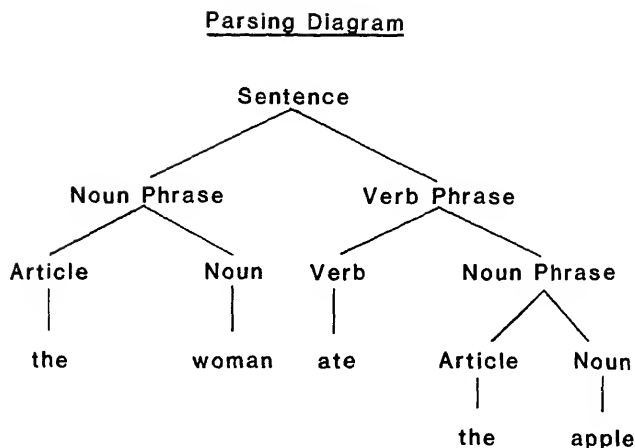 Parsing Diagram
Sentence
Noun Phrase Verb Phrase
Article Noun Verb Noun Phrase
the woman ate Article Noun
the apple